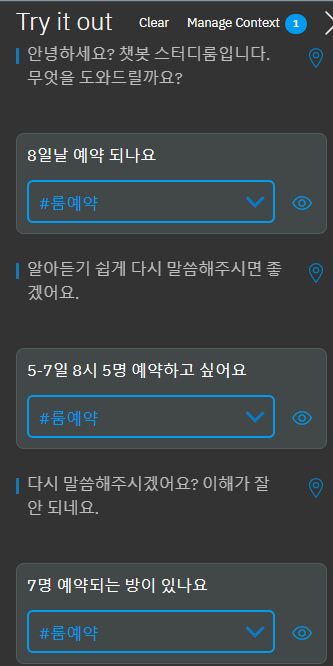 Try it out Clear Manage Context 1
안녕하세요? 챗봇 스터디룸입니다.
무엇을 도와드릴까요?
8일날 예약 되나요
#룸예약
알아듣기 쉽게 다시 말씀해주시면 좋
겠어요.
5-7일 8시 5명 예약하고 싶어요
#룸예약
다시 말씀해주시겠어요? 이해가 잘
안 되네요.
7명 예약되는 방이 있나요
#룸예약